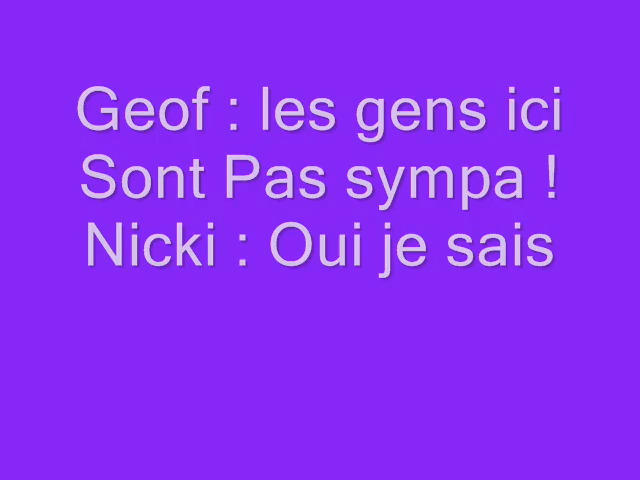 Geof : les gens ici
Sont Pas sympa !
Nicki : Oui je sais